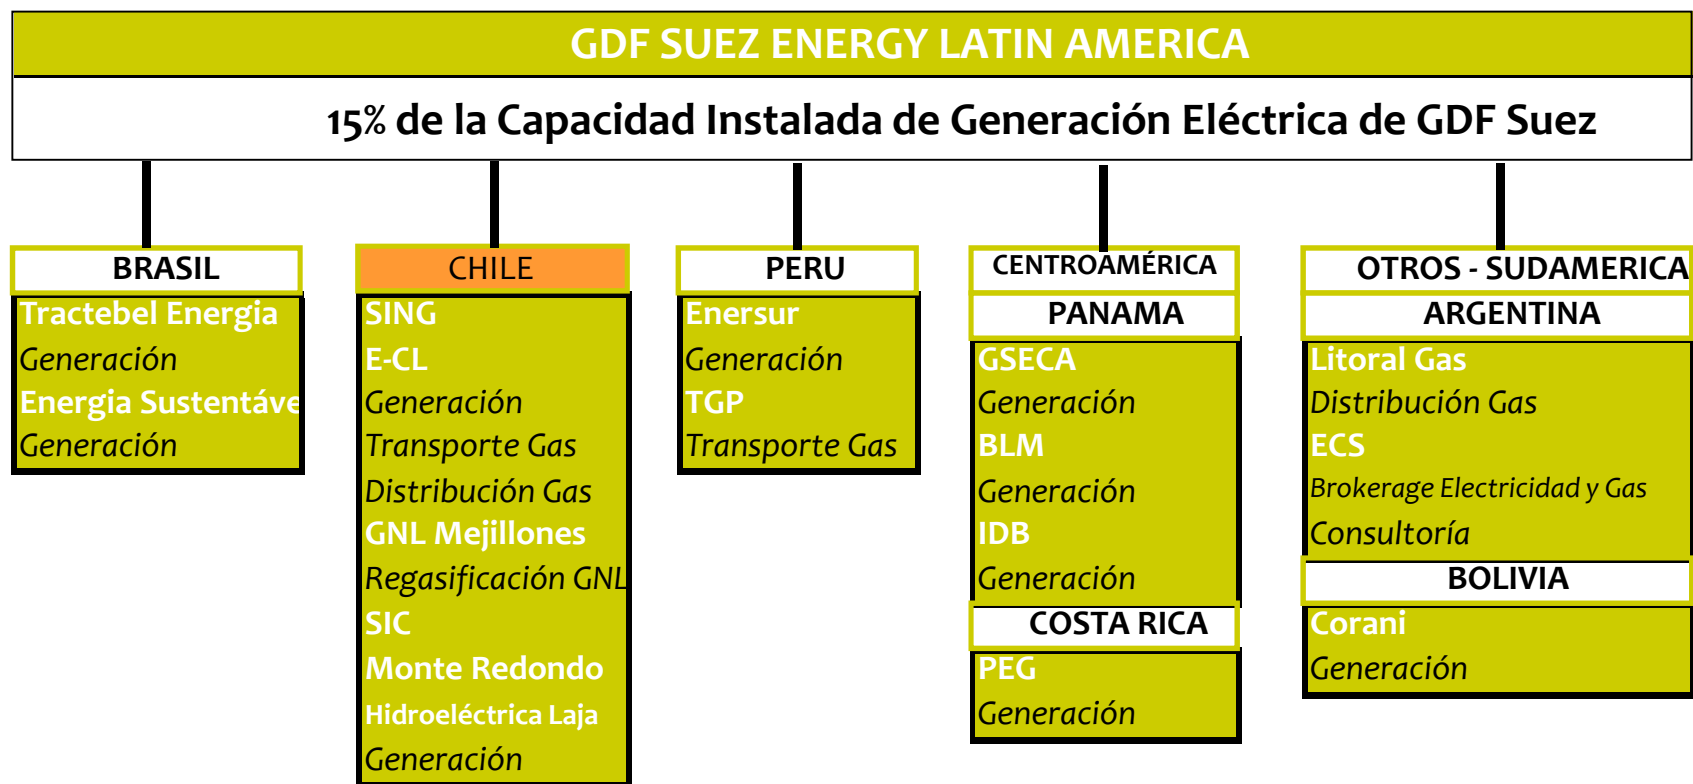 GDF SUEZ ENERGY LATIN AMERICA
15% de la Capacidad Instalada de Generación Eléctrica de GDF Suez
BRASIL
Tractebel Energia
Generación
Energia Sustentáve
Generación
CHILE
SING
E-CL
Generación
Transporte Gas
Distribución Gas
GNL Mejillones
Regasificación GNL
SIC
Monte Redondo
Hidroeléctrica Laja
Generación
PERU
Enersur
Generación
TGP
Transporte Gas
CENTROAMÉRICA
PANAMA
GSECA
Generación
BLM
Generación
IDB
Generación
COSTA RICA
PEG
Generación
OTROS - SUDAMERICA
ARGENTINA
Litoral Gas
Distribución Gas
ECS
Brokerage Electricidad y Gas
Consultoría
BOLIVIA
Corani
Generación